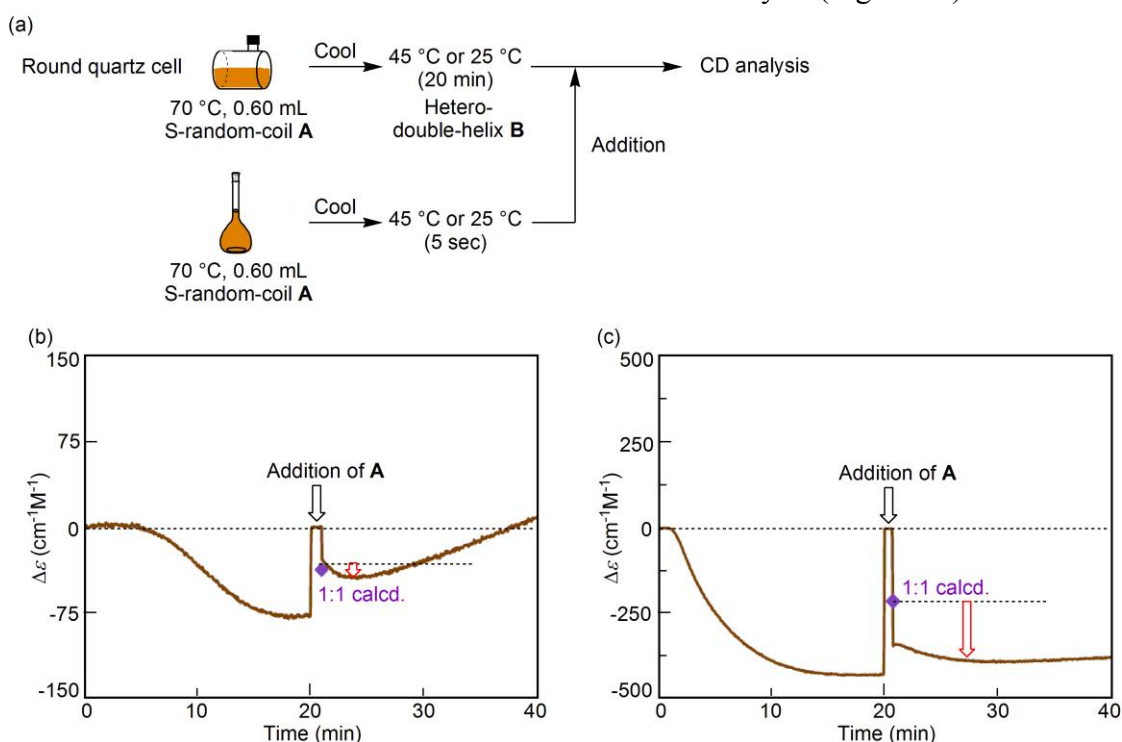 (a)
Round quartz cell
70 °C, 0.60 mL
S-random-coil A
Cool
45 °C or 25 °C
(20 min)
Hetero-
double-helix B
CD analysis
Addition
70 °C, 0.60 mL
S-random-coil A
Cool
45 °C or 25 °C
(5 sec)
(b)
Δε (cm⁻¹M⁻¹)
150
75
0
-75
-150
Addition of A
1:1 calcd.
0 10 20 30 40
Time (min)
(c)
Δε (cm⁻¹M⁻¹)
500
250
0
-250
-500
Addition of A
1:1 calcd.
0 10 20 30 40
Time (min)